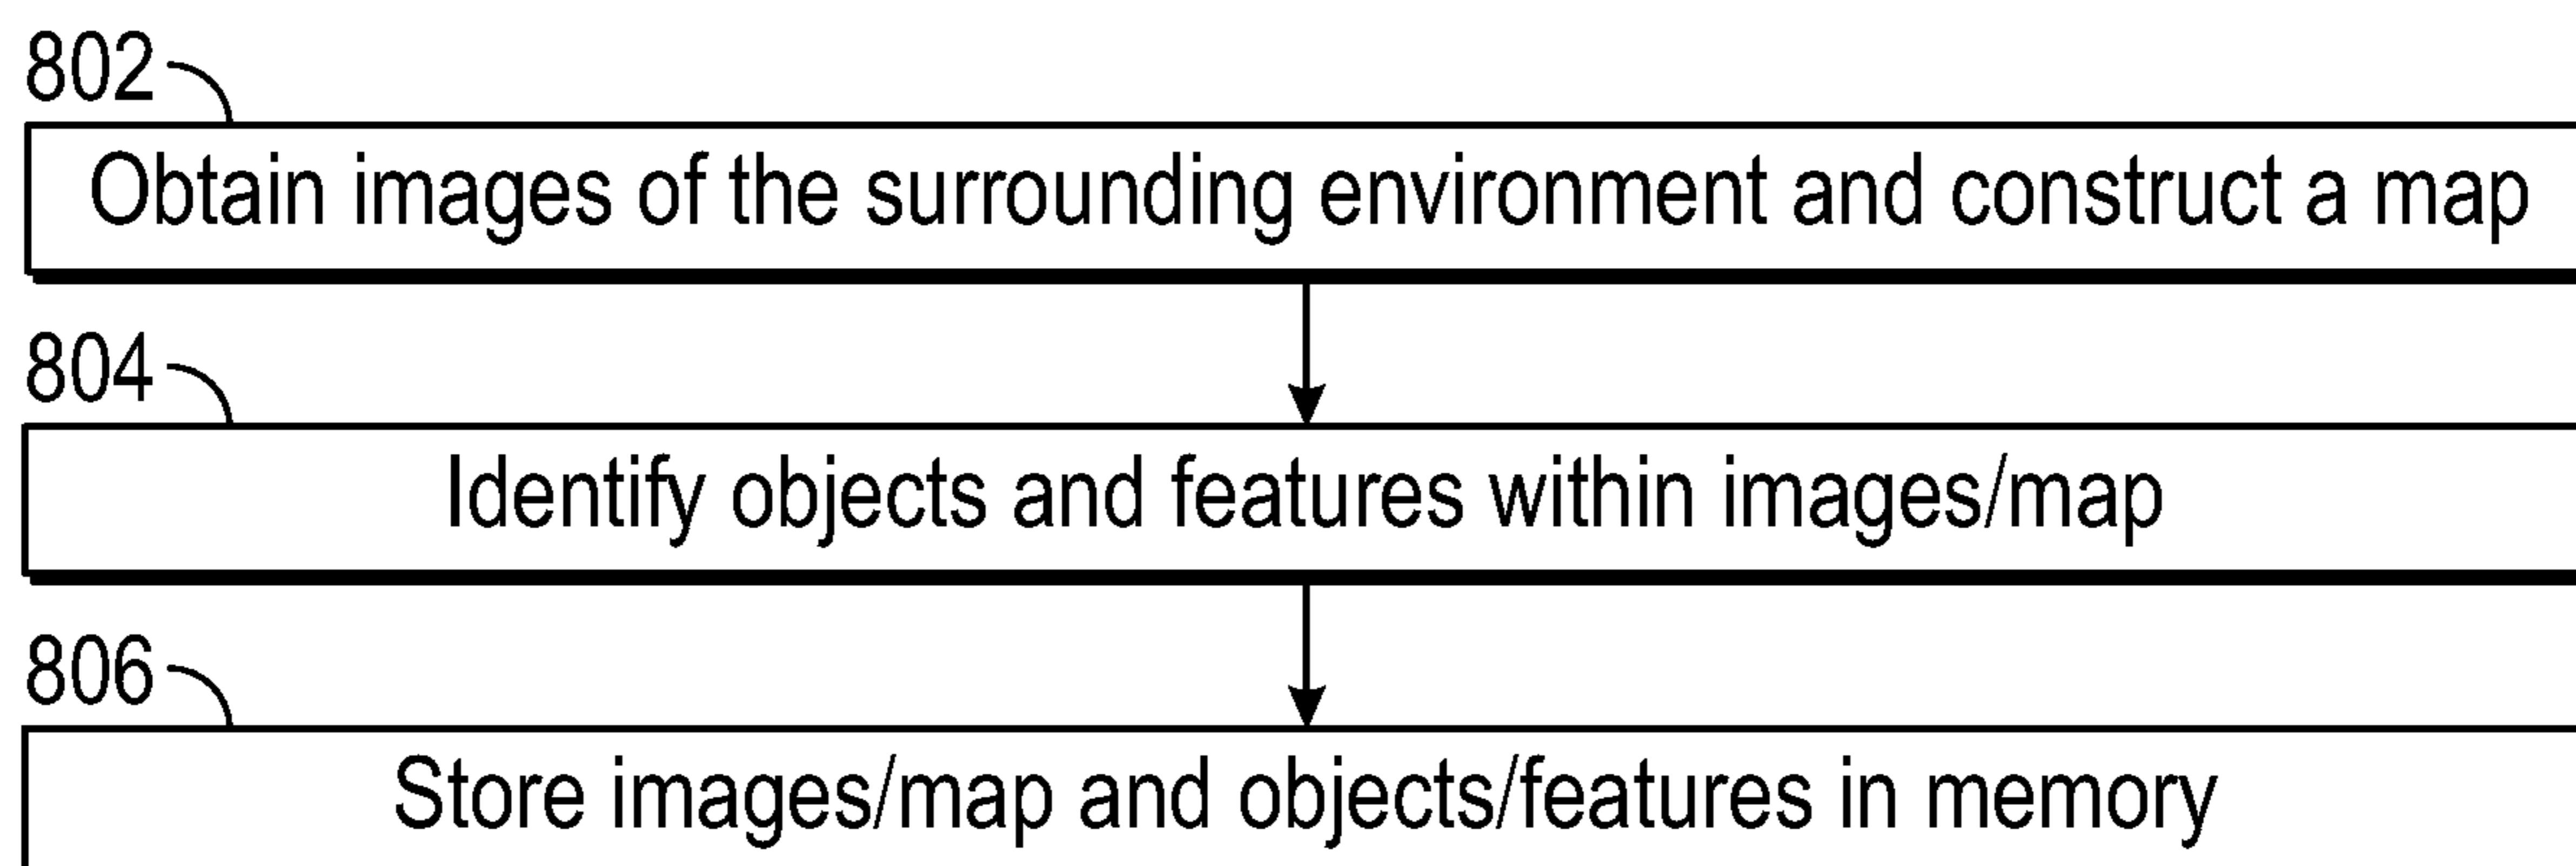 802
Obtain images of the surrounding environment and construct a map
804
Identify objects and features within images/map
806
Store images/map and objects/features in memory